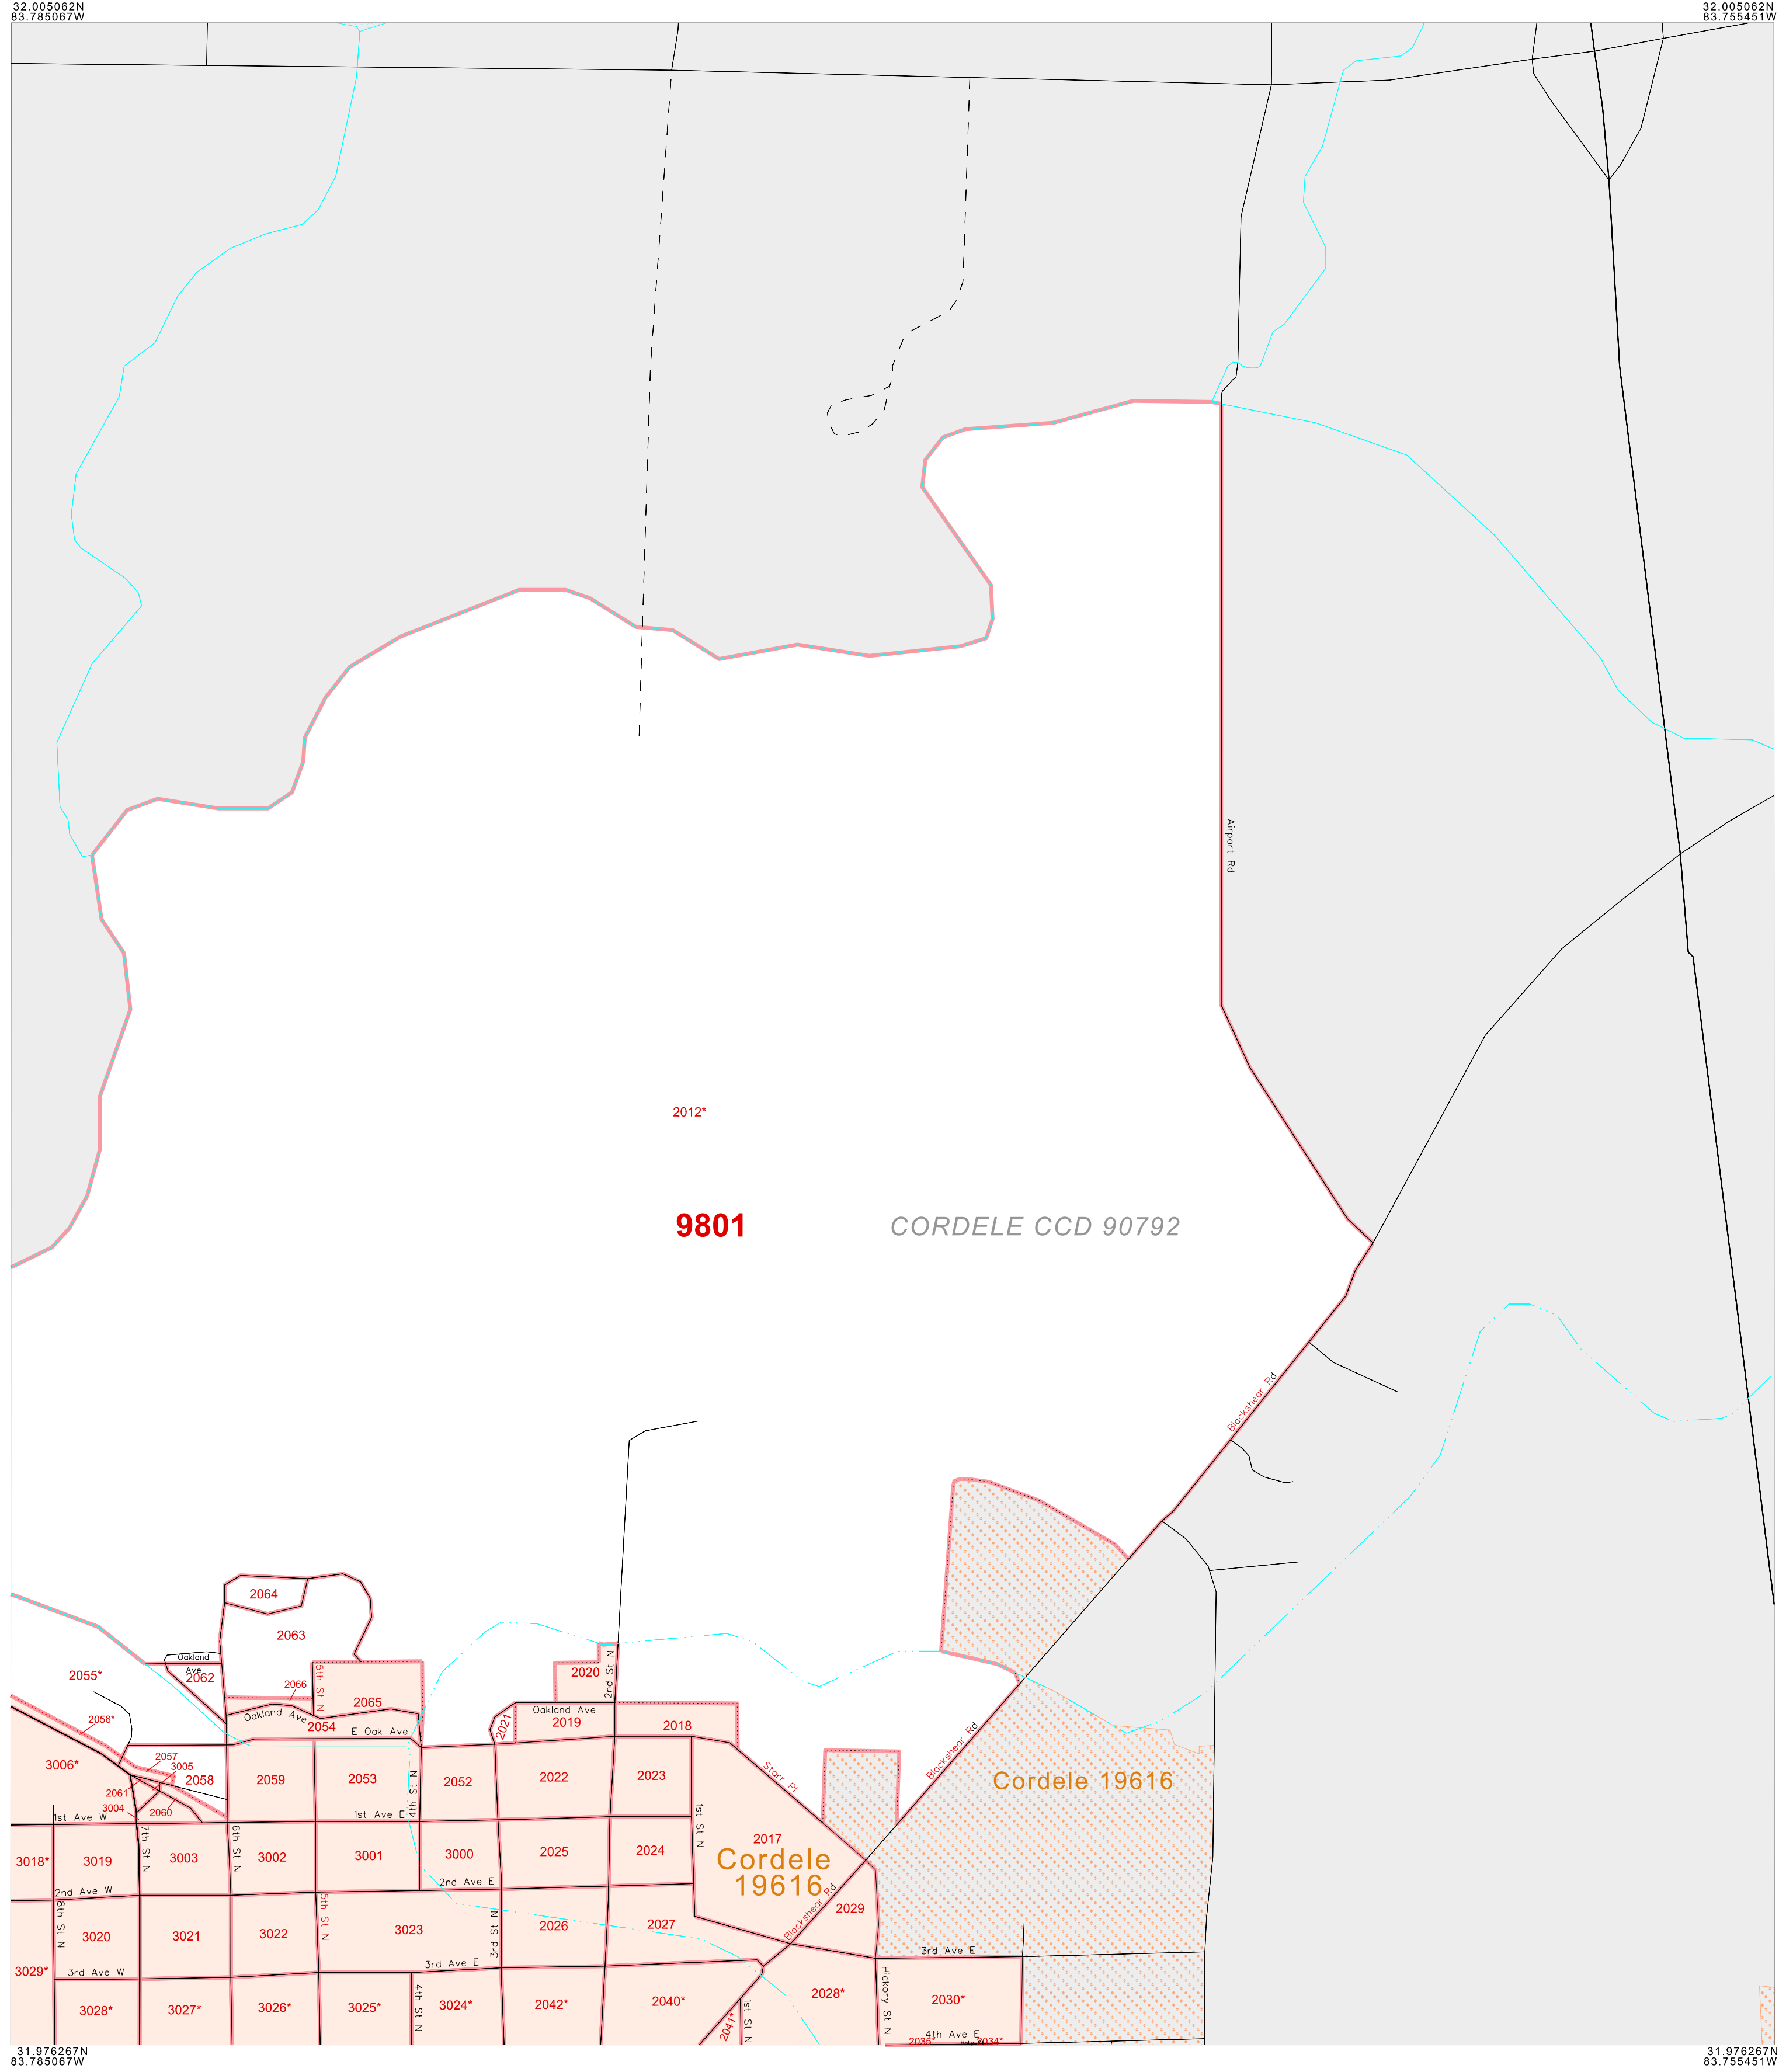 32.005062N
83.785067W
32.005062N
83.755451W
Airport Rd
2012*
9801
CORDELE CCD 90792
Blackshear Rd
2064
2063
Oakland
Ave
2062
2055*
5th St N
2066
2065
2020
2nd St N
Oakland Ave
2054
E Oak Ave
2021
Oakland Ave
2019
2018
2056*
Blackshear Rd
2057
3005
2058
3006*
2061
3004
2060
2059
2053
4th St N
2052
2022
2023
Starr Pl
Cordele 19616
1st Ave W
1st Ave E
1st St N
7th St N
6th St N
3018*
3019
3003
3002
3001
3000
2025
2024
2017
Cordele
19616
2nd Ave W
2nd Ave E
8th St N
5th St N
3rd St N
Blackshear Rd
2029
3020
3021
3022
3023
2026
2027
3rd Ave E
3029*
3rd Ave W
3rd Ave E
3028*
3027*
3026*
3025*
4th St N
3024*
2042*
2040*
2041*
1st St N
2028*
Hickory St N
2030*
4th Ave E
2035*
2034*
31.976267N
83.785067W
31.976267N
83.755451W